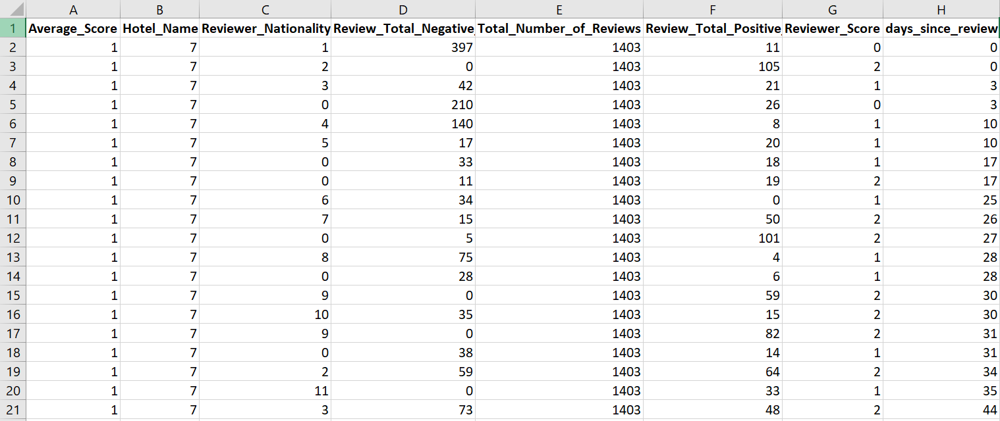 A B C D E F G H
1 Average_Score Hotel_Name Reviewer_Nationality Review_Total_Negative_ Total_Number_of_Reviews Review_Total_Positive_ Reviewer_Score days_since_review
2 1 7 1 397 1403 11 0 0
3 1 7 2 0 1403 105 2 0
4 1 7 3 42 1403 21 1 3
5 1 7 0 210 1403 26 0 3
6 1 7 4 140 1403 8 1 10
7 1 7 5 17 1403 20 1 10
8 1 7 0 33 1403 18 1 17
9 1 7 0 11 1403 19 2 17
10 1 7 6 34 1403 0 1 25
11 1 7 7 15 1403 50 2 26
12 1 7 0 5 1403 101 2 27
13 1 7 8 75 1403 4 1 28
14 1 7 0 28 1403 6 1 28
15 1 7 9 0 1403 59 2 30
16 1 7 10 35 1403 15 2 30
17 1 7 9 0 1403 82 2 31
18 1 7 0 38 1403 14 1 31
19 1 7 2 59 1403 64 2 34
20 1 7 11 0 1403 33 1 35
21 1 7 3 73 1403 48 2 44